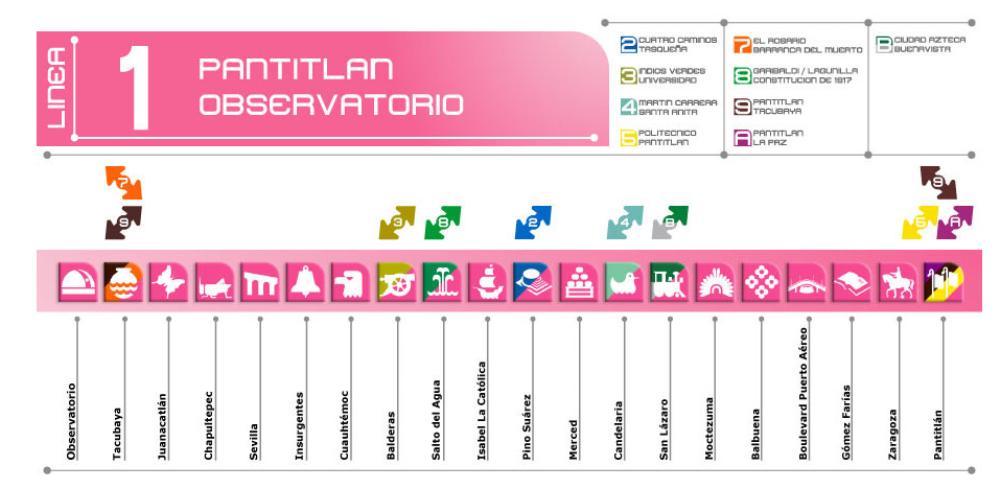 LINEA
1
PANTITLAN
OBSERVATORIO
2 CUATRO CAMINOS
TASQUEÑA
3 INDIOS VERDES
UNIVERSIDAD
4 MARTIN CARRERA
SANTA ANITA
5 POLITECNICO
PANTITLAN
7 EL ROSARIO
BARRANCA DEL MUERTO
8 GARIBALDI / LAGUNILLA
CONSTITUCION DE 1917
9 PANTITLAN
TACUBAYA
A PANTITLAN
LA PAZ
B CIUDAD AZTECA
BUENAVISTA
7
9
3
8
2
4
B
9
5
A
Observatorio
Tacubaya
Juanacatlán
Chapultepec
Sevilla
Insurgentes
Cuauhtémoc
Balderas
Salto del Agua
Isabel La Católica
Pino Suárez
Merced
Candelaria
San Lázaro
Moctezuma
Balbuena
Boulevard Puerto Aéreo
Gómez Farías
Zaragoza
Pantitlán